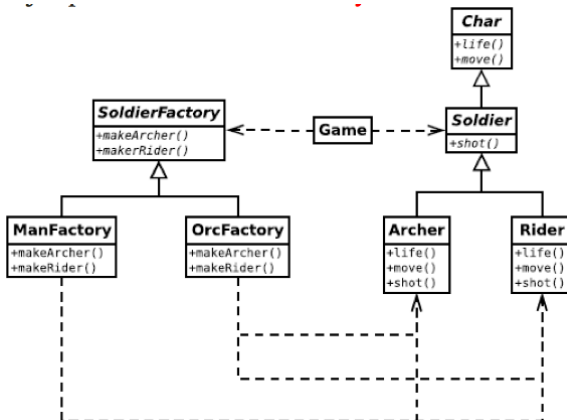 Char
+life()
+move()
SoldierFactory
+makeArcher()
+makerRider()
Game
Soldier
+shot()
ManFactory
+makeArcher()
+makeRider()
OrcFactory
+makeArcher()
+makeRider()
Archer
+life()
+move()
+shot()
Rider
+life()
+move()
+shot()